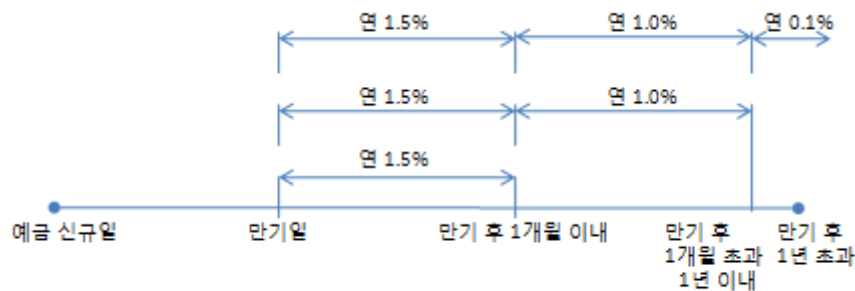 연 1.5%
연 1.0%
연 0.1%
연 1.5%
연 1.0%
연 1.5%
예금 신규일
만기일
만기 후 1개월 이내
만기 후
1개월 초과
1년 이내
만기 후
1년 초과